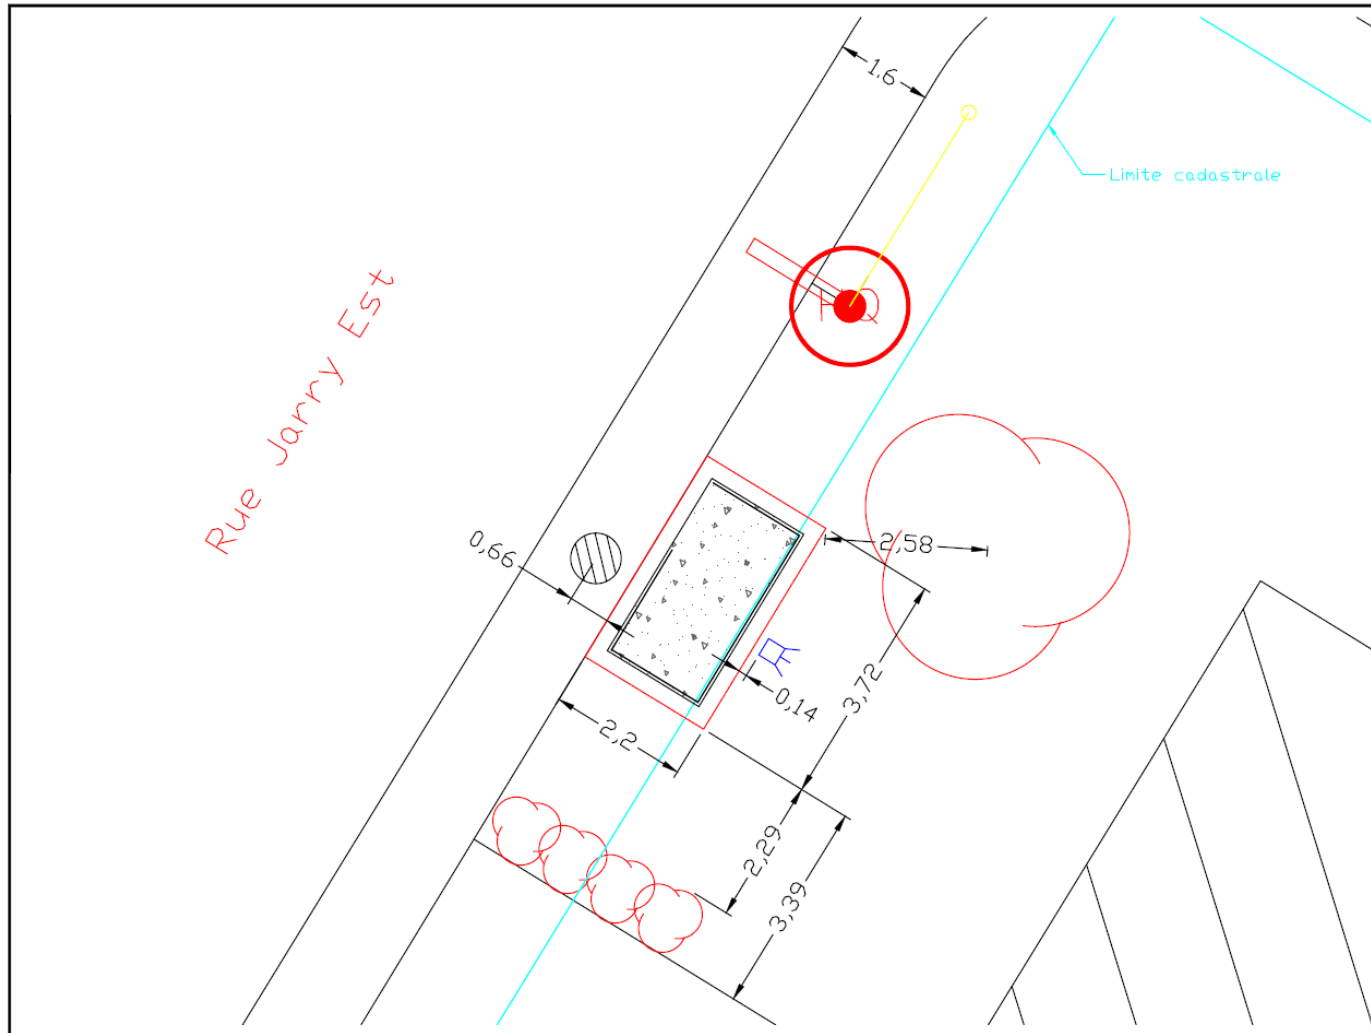 1.6
Limite cadastrale
HQ
Rue Jarry Est
0,66
2,58
3,72
0,14
2,2
2,29
3,39